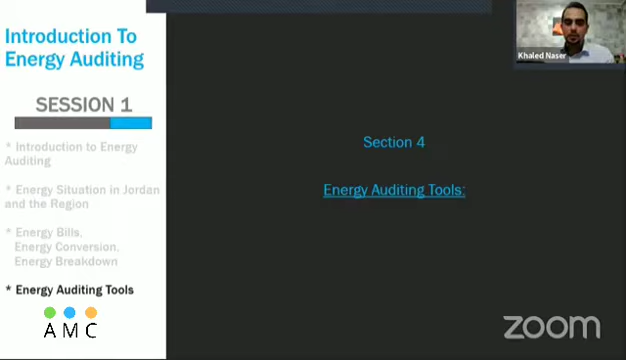 Introduction To
Energy Auditing
SESSION 1
* Introduction to Energy
Auditing
* Energy Situation in Jordan
and the Region
* Energy Bills,
Energy Conversion,
Energy Breakdown
* Energy Auditing Tools
A M C
Section 4
Energy Auditing Tools:
Khaled Naser
zoom